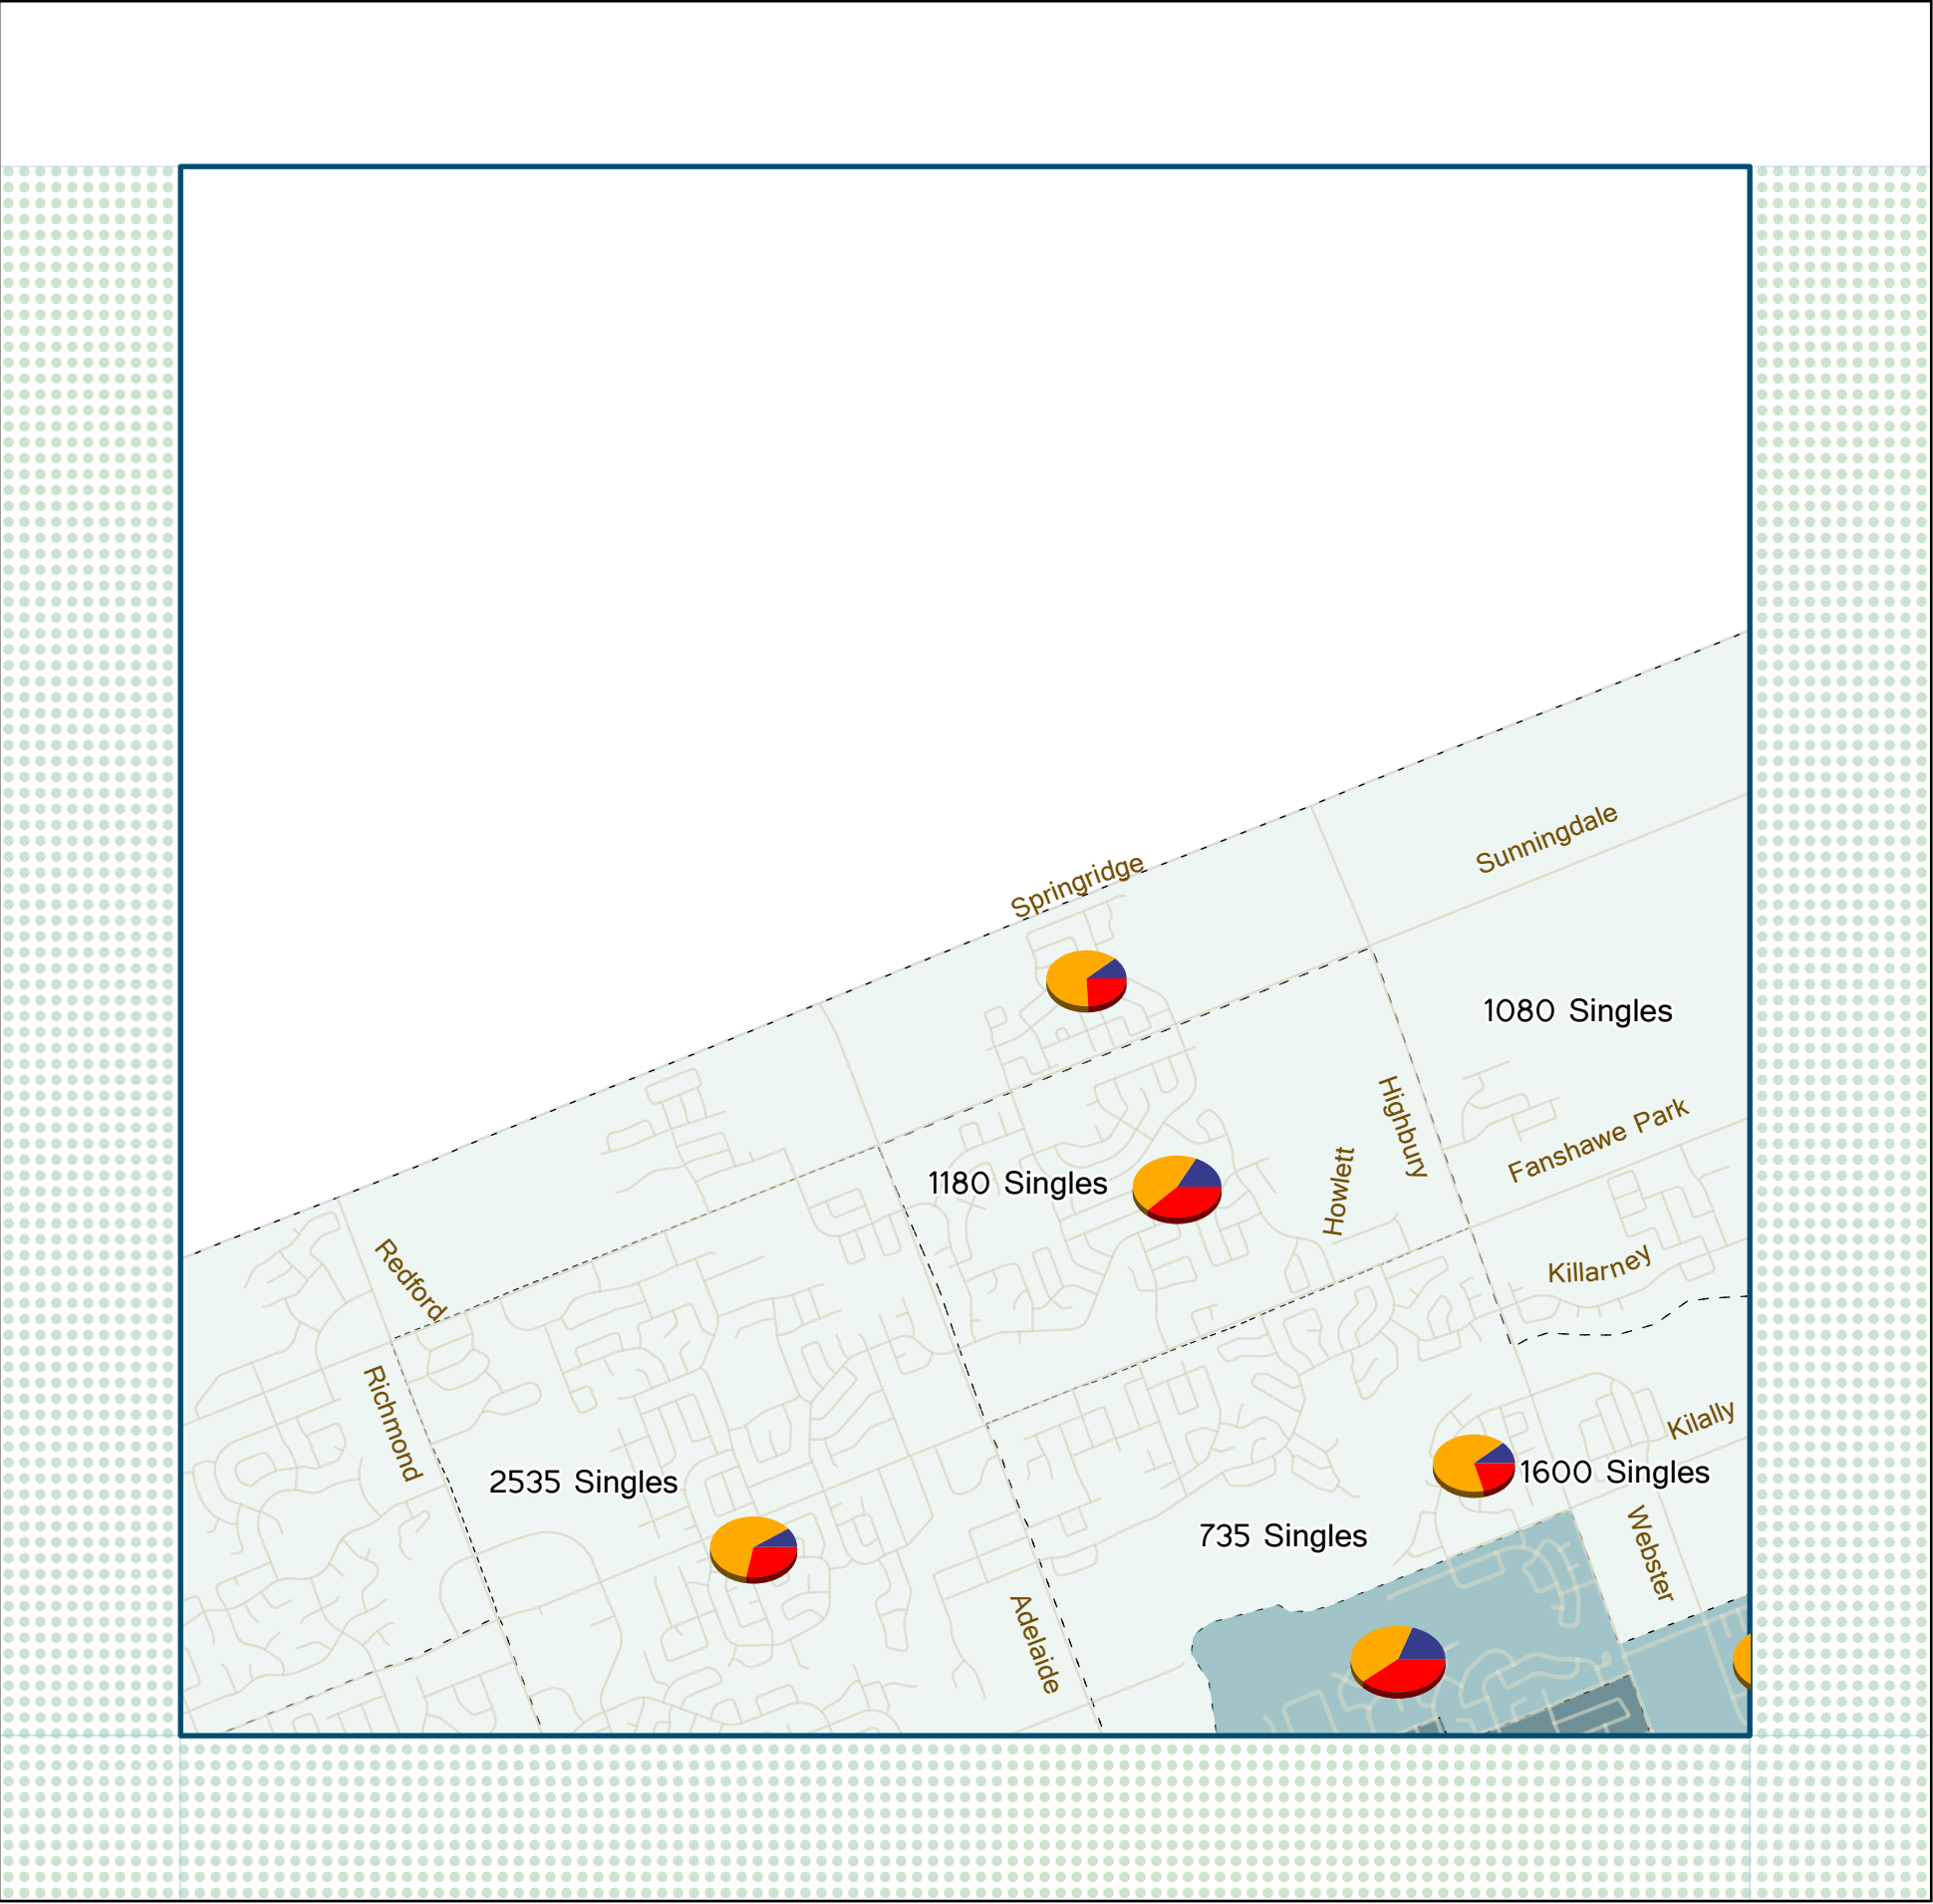 Sunningdale
Springridge
1080 Singles
Highbury
Fanshawe Park
Howlett
1180 Singles
Redford
Killarney
Richmond
Kilally
1600 Singles
2535 Singles
735 Singles
Webster
Adelaide